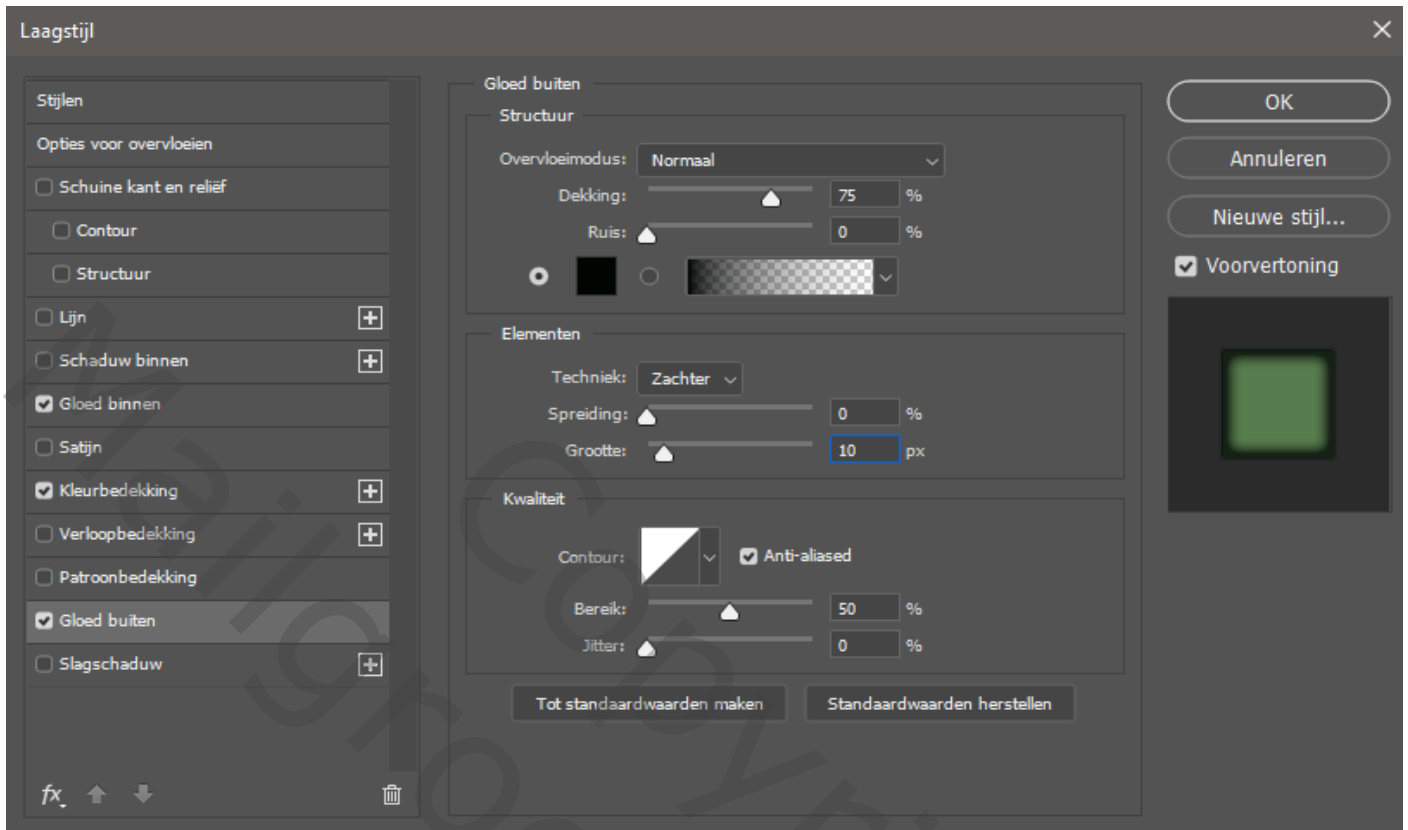 Laagstijl
Stijlen
Opties voor overvloeien
Schuine kant en reliëf
Contour
Structuur
Lijn
Schaduw binnen
Gloed binnen
Satijn
Kleurbedekking
Verloopbedekking
Patroonbedekking
Gloed buiten
Slagschaduw
fx
Gloed buiten
Structuur
Overvloeimodus: Normaal
Dekking: 75 %
Ruis: 0 %
Elementen
Techniek: Zachter
Spreiding: 0 %
Grootte: 10 px
Kwaliteit
Contour: Anti-aliased
Bereik: 50 %
Jitter: 0 %
Tot standaardwaarden maken Standaardwaarden herstellen
OK
Annuleren
Nieuwe stijl...
Voorvertoning